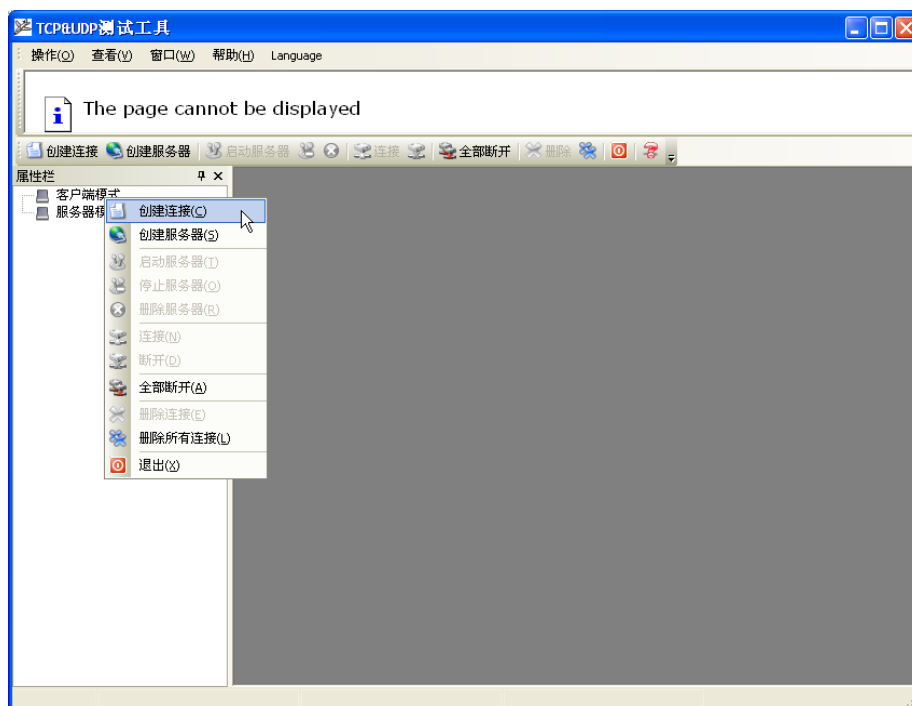 TCP&UDP测试工具
操作(O) 查看(V) 窗口(W) 帮助(H) Language
The page cannot be displayed
创建连接 创建服务器 启动服务器 连接 全部断开 删除
属性栏
客户端模式
服务器模
创建连接(C)
创建服务器(S)
启动服务器(T)
停止服务器(O)
删除服务器(R)
连接(N)
断开(D)
全部断开(A)
删除连接(E)
删除所有连接(L)
退出(X)